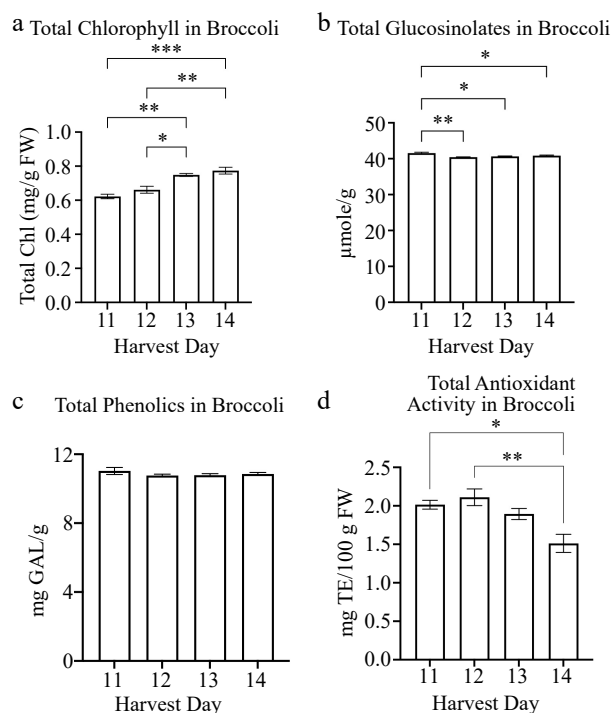 a Total Chlorophyll in Broccoli
***
**
**
*
Total Chl (mg/g FW)
1.0
0.8
0.6
0.4
0.2
0.0
11 12 13 14
Harvest Day
b Total Glucosinolates in Broccoli
*
*
**
µmole/g
50
40
30
20
10
0
11 12 13 14
Harvest Day
c Total Phenolics in Broccoli
mg GAL/g
12
8
4
0
11 12 13 14
Harvest Day
d Total Antioxidant
Activity in Broccoli
*
**
mg TE/100 g FW
2.5
2.0
1.5
1.0
0.5
0.0
11 12 13 14
Harvest Day